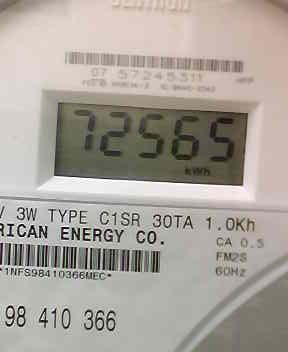 07 57245311
72565
kWh
V 3W TYPE C1SR 30TA 1.0Kh
RICAN ENERGY CO.
CA 0.5
FM2S
60Hz
*1NFS98410366MEC*
98 410 366